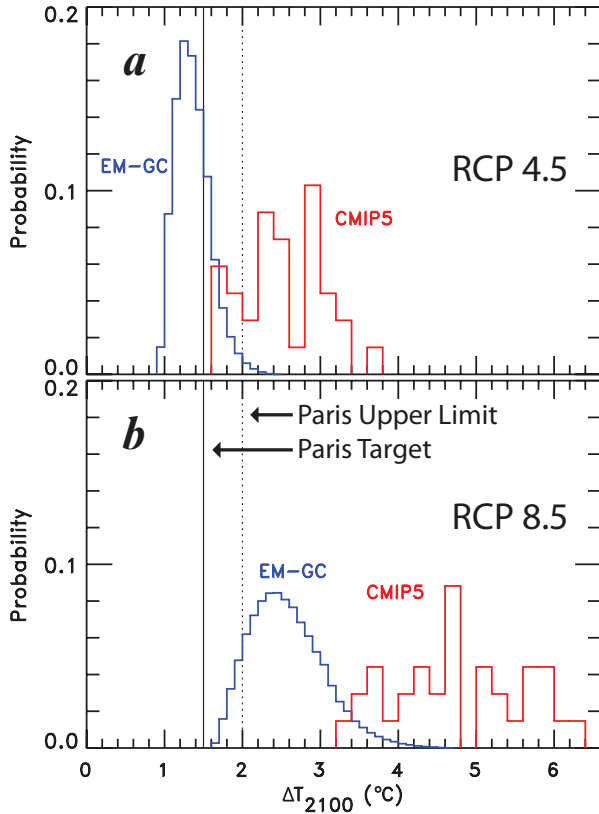 0.2
a
EM-GC
RCP 4.5
CMIP5
Probability
0.1
0.0
0.2
b
Paris Upper Limit
Paris Target
RCP 8.5
EM-GC
CMIP5
Probability
0.1
0.0
0 1 2 3 4 5 6
ΔT2100 (°C)